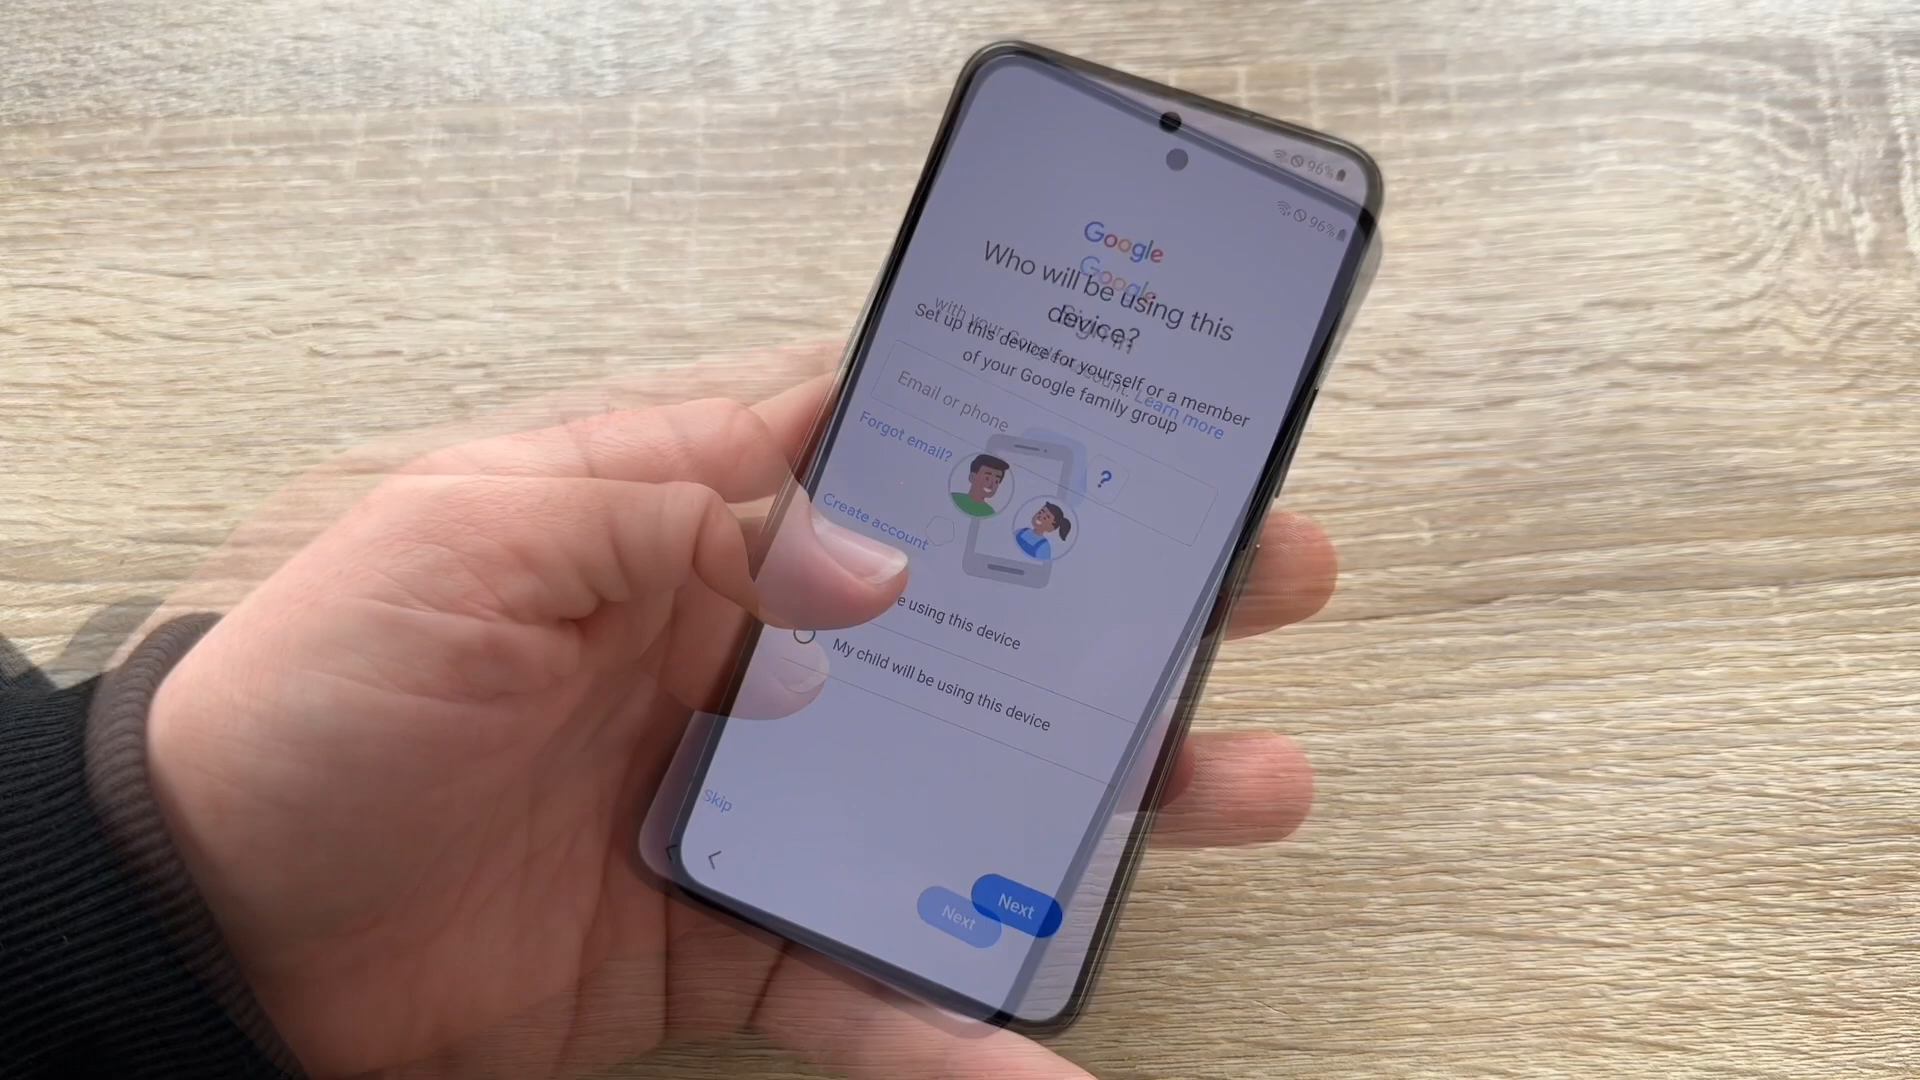 96%
96%
Google
Google
Who will be using this
device?
Sign in
with your Google Account. Learn more
Set up this device for yourself or a member
of your Google family group
Email or phone
Forgot email?
?
Create account
e using this device
My child will be using this device
Skip
Next
Next